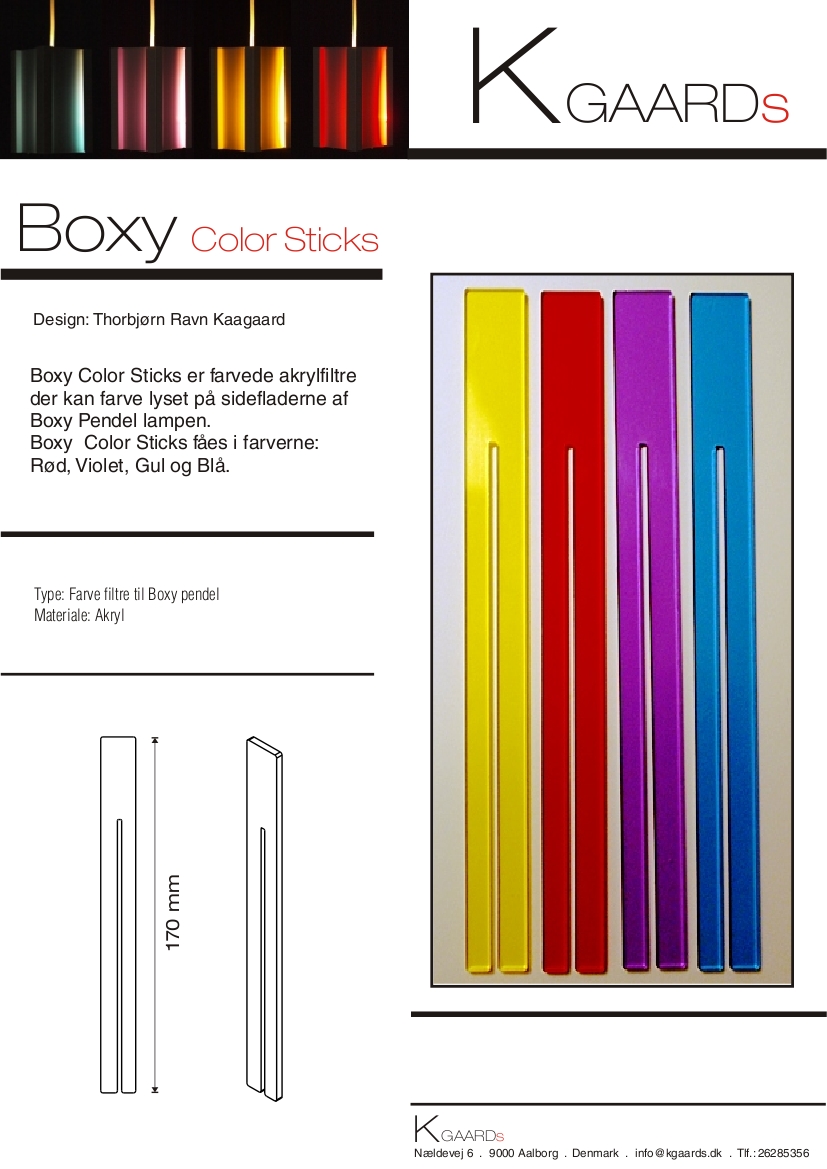 KGAARDs
Boxy Color Sticks
Design: Thorbjørn Ravn Kaagaard
Boxy Color Sticks er farvede akrylfiltre
der kan farve lyset på sidefladerne af
Boxy Pendel lampen.
Boxy Color Sticks fåes i farverne:
Rød, Violet, Gul og Blå.
Type: Farve filtre til Boxy pendel
Materiale: Akryl
170 mm
KGAARDs
Nældevej 6 . 9000 Aalborg . Denmark . info@kgaards.dk . Tlf.: 26285356